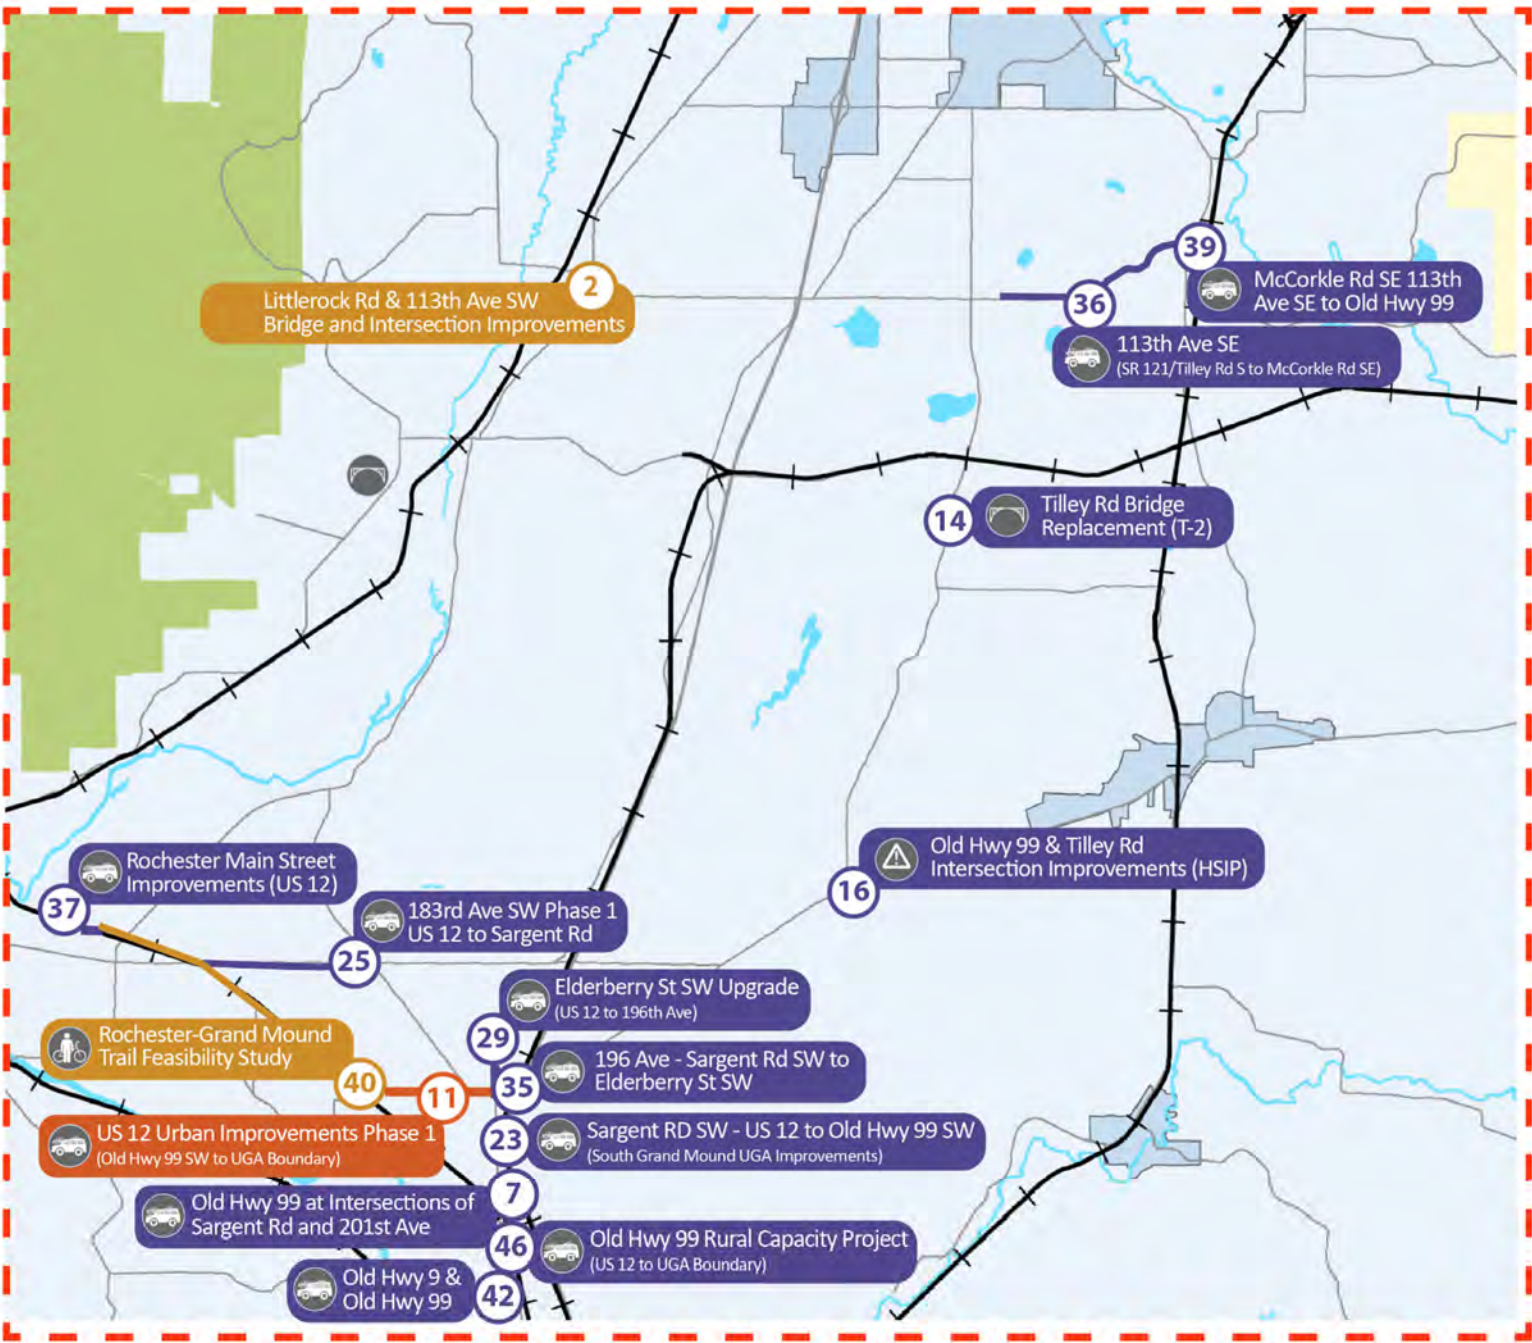 39
McCorkle Rd SE 113th
Ave SE to Old Hwy 99
2
Littlerock Rd & 113th Ave SW
Bridge and Intersection Improvements
36
113th Ave SE
(SR 121/Tilley Rd S to McCorkle Rd SE)
14
Tilley Rd Bridge
Replacement (T-2)
Old Hwy 99 & Tilley Rd
Intersection Improvements (HSIP)
16
Rochester Main Street
Improvements (US 12)
37
183rd Ave SW Phase 1
US 12 to Sargent Rd
25
Elderberry St SW Upgrade
(US 12 to 196th Ave)
29
Rochester-Grand Mound
Trail Feasibility Study
40
11
35
196 Ave - Sargent Rd SW to
Elderberry St SW
US 12 Urban Improvements Phase 1
(Old Hwy 99 SW to UGA Boundary)
23
Sargent RD SW - US 12 to Old Hwy 99 SW
(South Grand Mound UGA Improvements)
7
Old Hwy 99 at Intersections of
Sargent Rd and 201st Ave
46
Old Hwy 99 Rural Capacity Project
(US 12 to UGA Boundary)
Old Hwy 9 &
Old Hwy 99
42